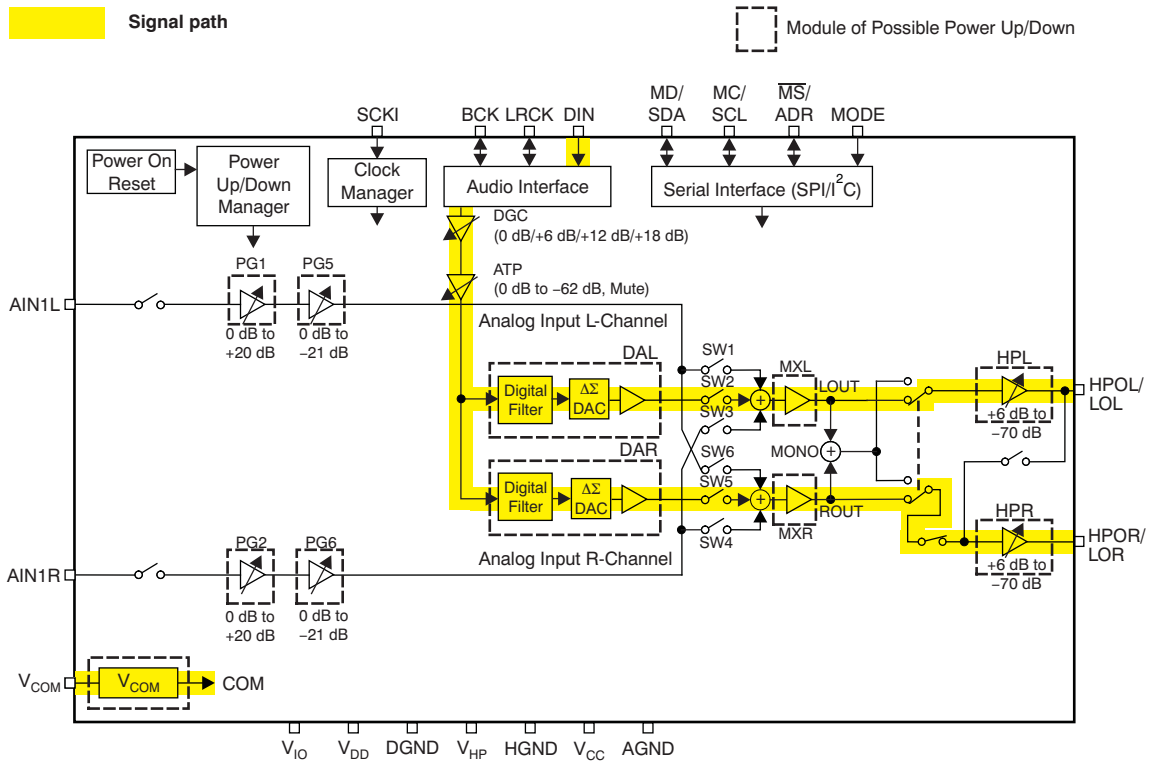 Signal path
Module of Possible Power Up/Down
SCKI
BCK
LRCK
DIN
MD/
SDA
MC/
SCL
MS/
ADR
MODE
Power On
Reset
Power
Up/Down
Manager
Clock
Manager
Audio Interface
Serial Interface (SPI/I²C)
DGC
(0 dB/+6 dB/+12 dB/+18 dB)
ATP
(0 dB to −62 dB, Mute)
PG1
PG5
AIN1L
0 dB to
+20 dB
0 dB to
−21 dB
Analog Input L-Channel
DAL
Digital
Filter
ΔΣ
DAC
SW1
SW2
SW3
+
MXL
LOUT
HPL
+6 dB to
−70 dB
HPOL/
LOL
MONO
+
DAR
Digital
Filter
ΔΣ
DAC
SW6
SW5
SW4
+
MXR
ROUT
HPR
+6 dB to
−70 dB
HPOR/
LOR
Analog Input R-Channel
PG2
PG6
AIN1R
0 dB to
+20 dB
0 dB to
−21 dB
VCOM
VCOM
COM
VIO
VDD
DGND
VHP
HGND
VCC
AGND